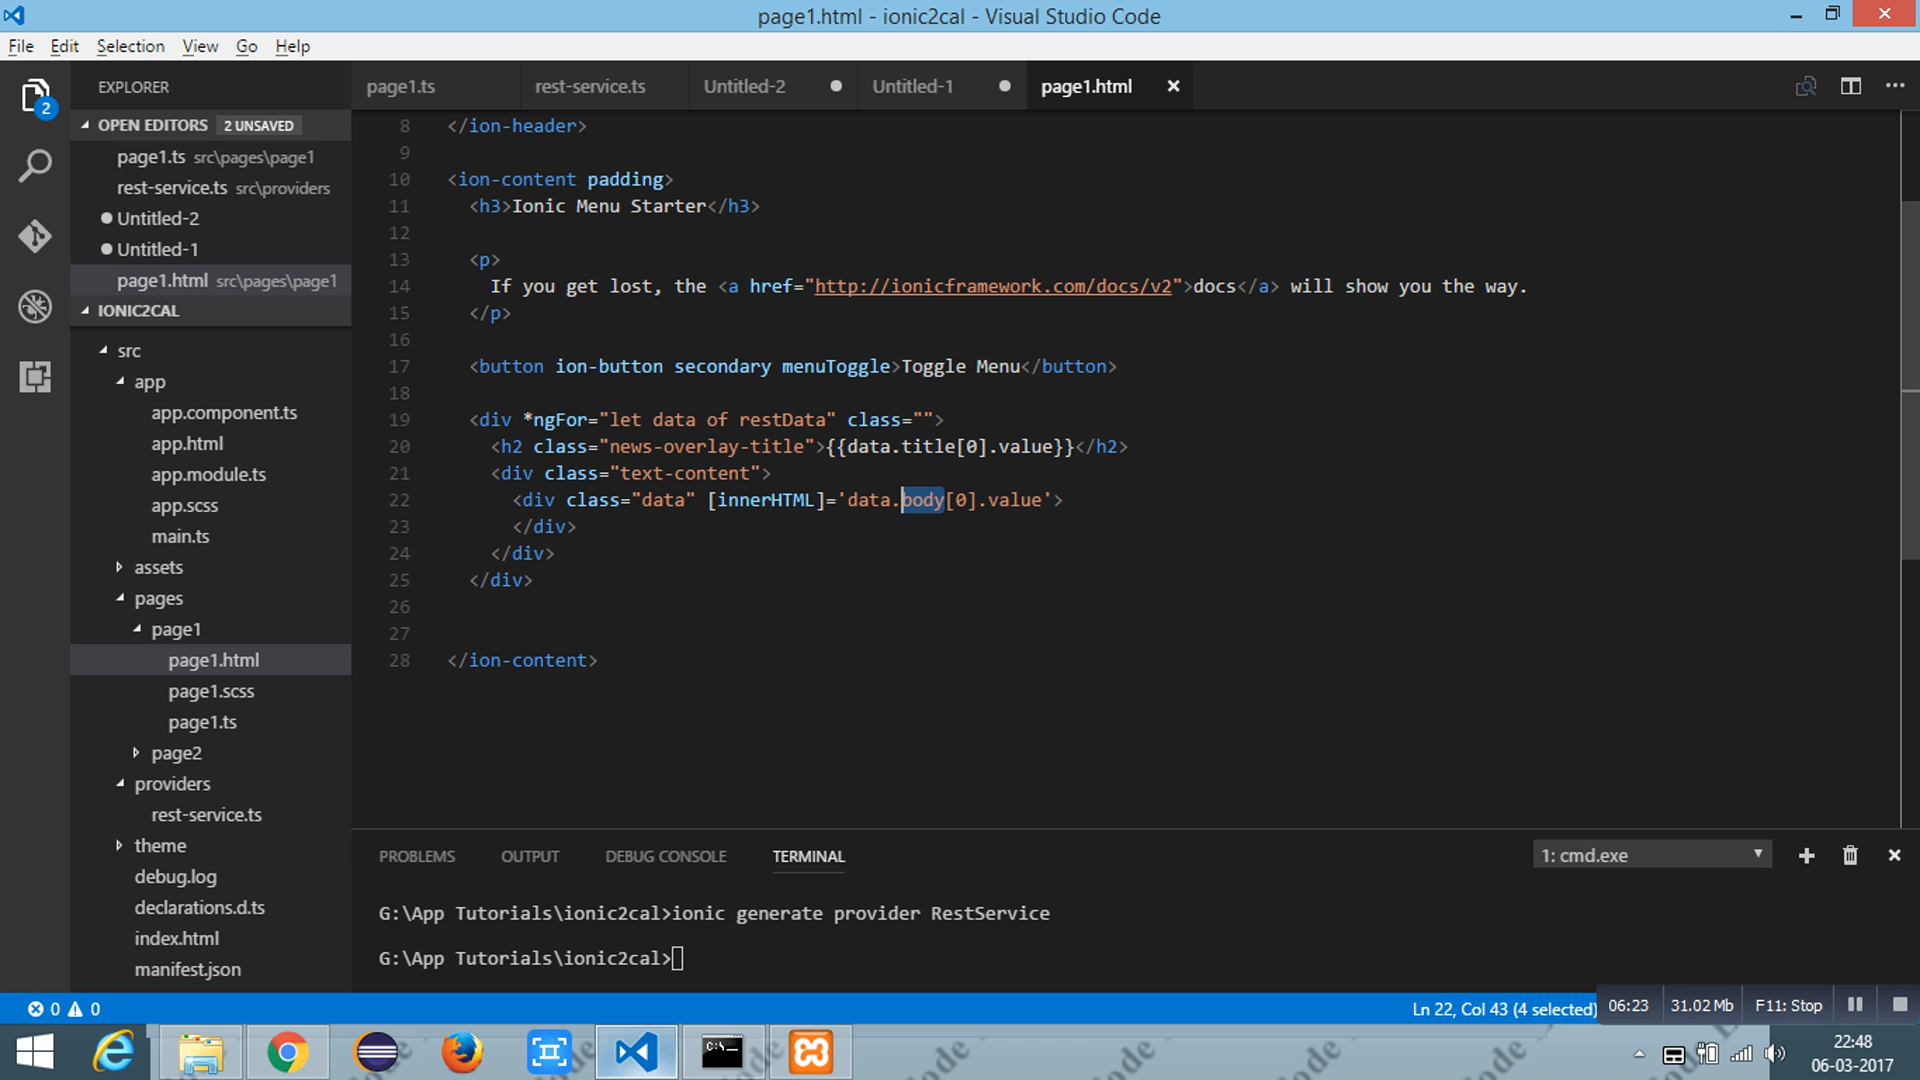 page1.html - ionic2cal - Visual Studio Code
File Edit Selection View Go Help
EXPLORER
page1.ts rest-service.ts Untitled-2 Untitled-1 page1.html
2
OPEN EDITORS 2 UNSAVED
page1.ts src\pages\page1
rest-service.ts src\providers
Untitled-2
Untitled-1
page1.html src\pages\page1
IONIC2CAL
src
app
app.component.ts
app.html
app.module.ts
app.scss
main.ts
assets
pages
page1
page1.html
page1.scss
page1.ts
page2
providers
rest-service.ts
theme
debug.log
declarations.d.ts
index.html
manifest.json
8 </ion-header>
9
10 <ion-content padding>
11 <h3>Ionic Menu Starter</h3>
12
13 <p>
14 If you get lost, the <a href="http://ionicframework.com/docs/v2">docs</a> will show you the way.
15 </p>
16
17 <button ion-button secondary menuToggle>Toggle Menu</button>
18
19 <div *ngFor="let data of restData" class="">
20 <h2 class="news-overlay-title">{{data.title[0].value}}</h2>
21 <div class="text-content">
22 <div class="data" [innerHTML]='data.body[0].value'>
23 </div>
24 </div>
25 </div>
26
27
28 </ion-content>
PROBLEMS OUTPUT DEBUG CONSOLE TERMINAL 1: cmd.exe
G:\App Tutorials\ionic2cal>ionic generate provider RestService
G:\App Tutorials\ionic2cal>
0 0 Ln 22, Col 43 (4 selected) 06:23 31.02 Mb F11: Stop
22:48
06-03-2017